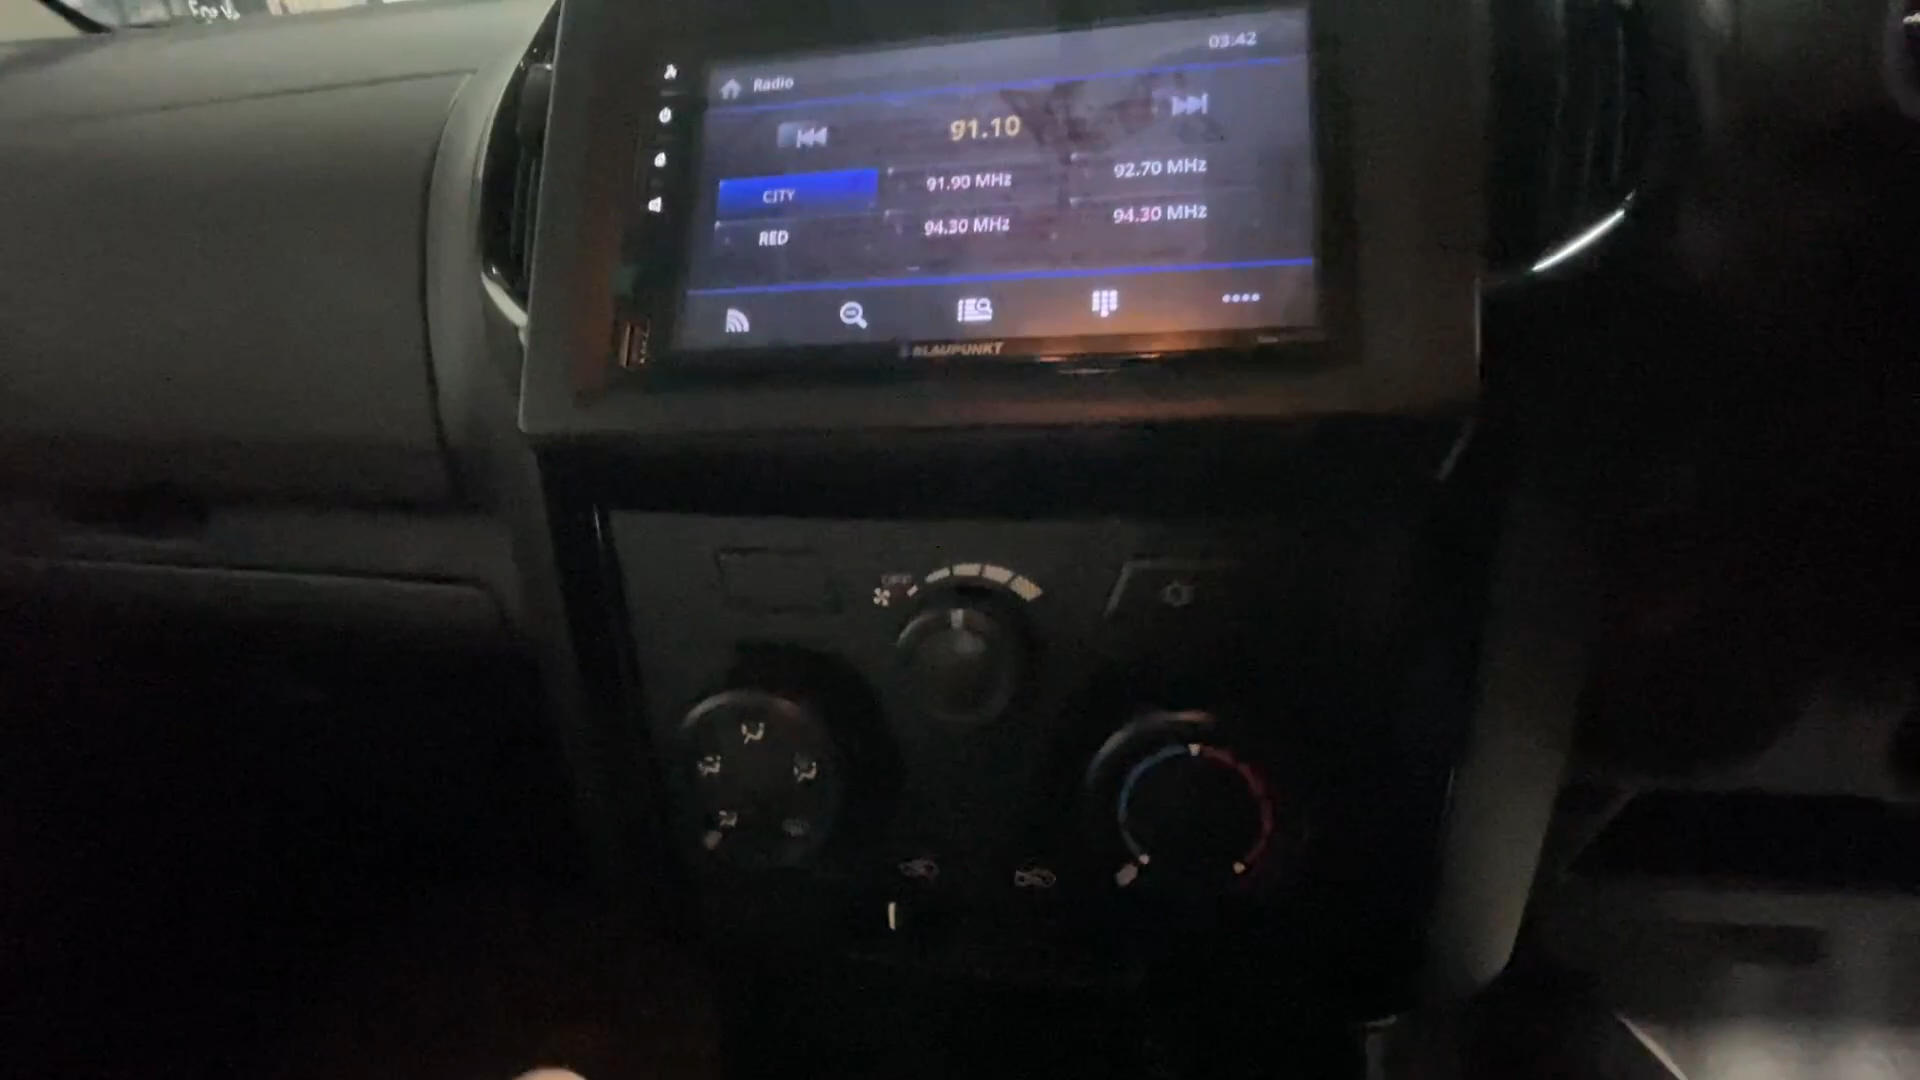 03:42
Radio
91.10
CITY 91.90 MHz 92.70 MHz
RED 94.30 MHz 94.30 MHz
BLAUPUNKT
OFF